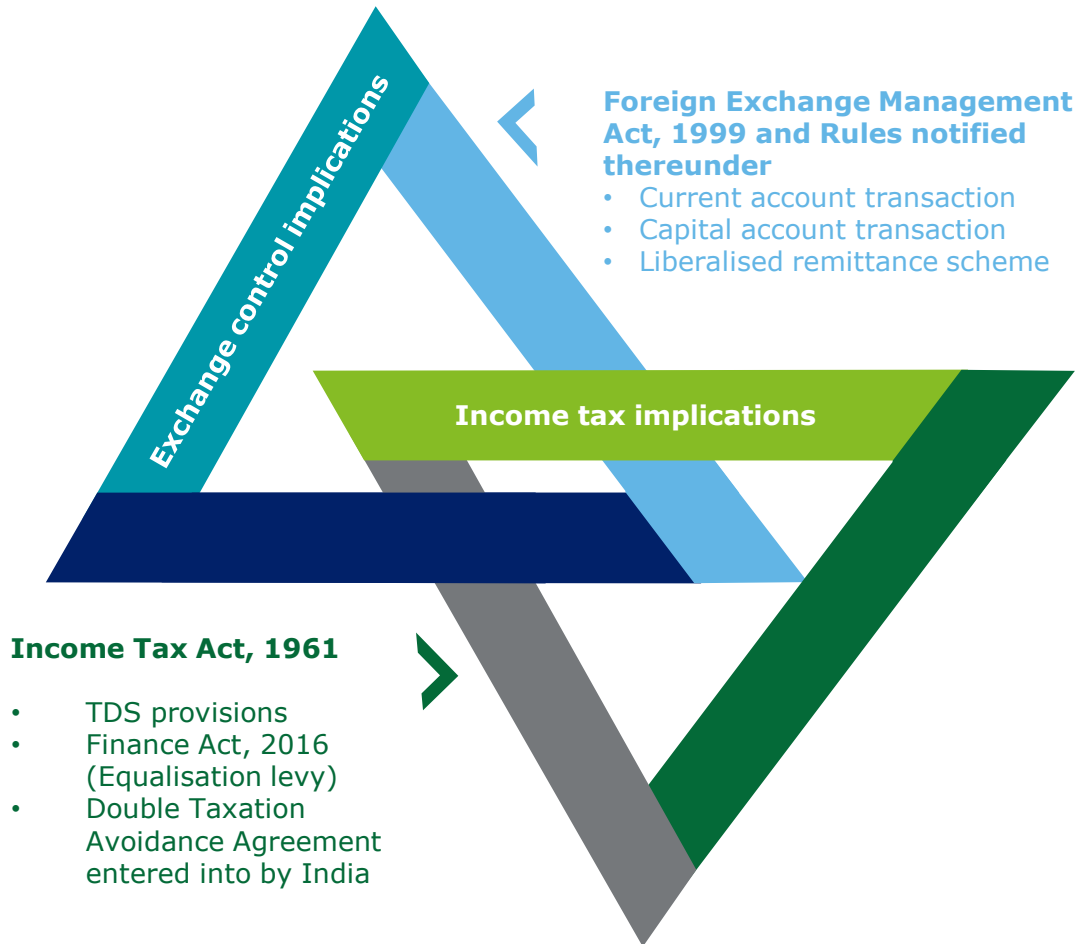 Exchange control implications
Foreign Exchange Management
Act, 1999 and Rules notified
thereunder
• Current account transaction
• Capital account transaction
• Liberalised remittance scheme
Income tax implications
Income Tax Act, 1961
• TDS provisions
• Finance Act, 2016
(Equalisation levy)
• Double Taxation
Avoidance Agreement
entered into by India